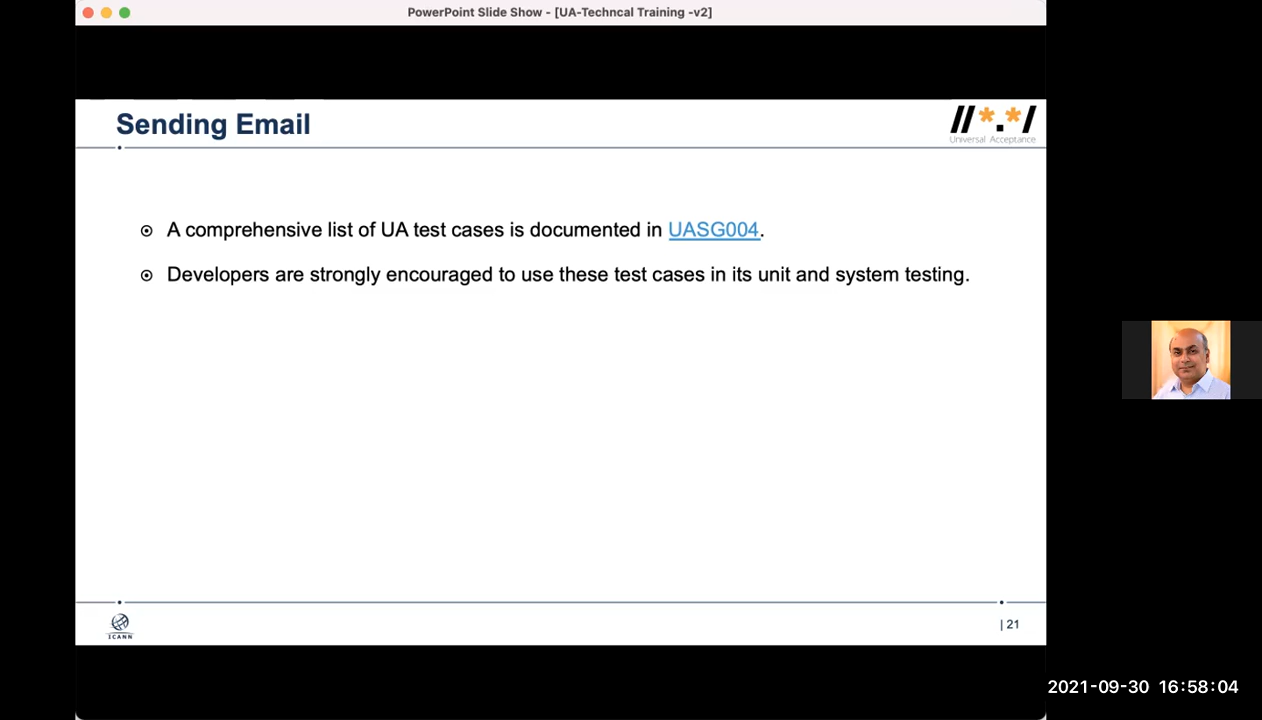 PowerPoint Slide Show - [UA-Techncal Training -v2]
Sending Email
//*.*/
Universal Acceptance
A comprehensive list of UA test cases is documented in UASG004.
Developers are strongly encouraged to use these test cases in its unit and system testing.
ICANN
| 21
2021-09-30 16:58:04